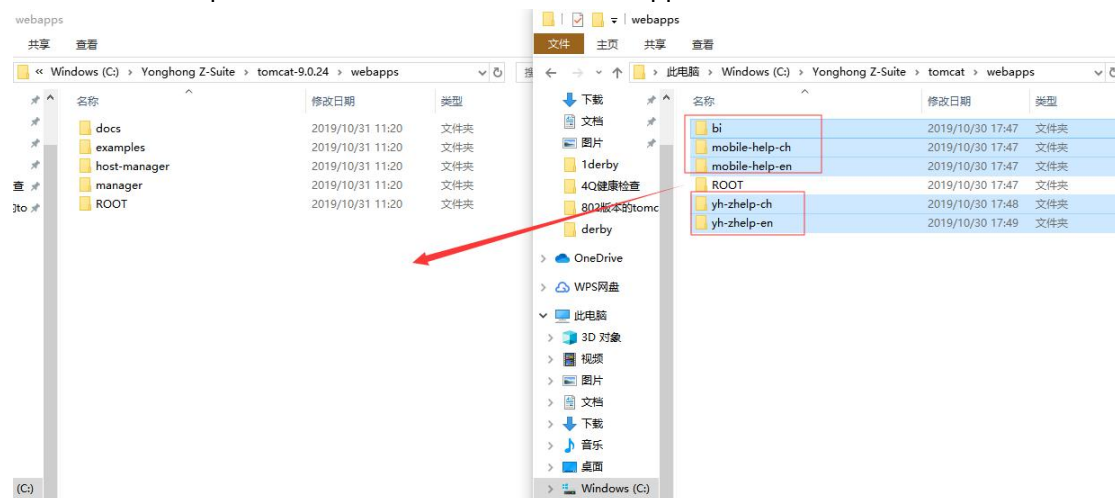 webapps
共享 查看
« Windows (C:) › Yonghong Z-Suite › tomcat-9.0.24 › webapps
名称 修改日期 类型
docs 2019/10/31 11:20 文件夹
examples 2019/10/31 11:20 文件夹
host-manager 2019/10/31 11:20 文件夹
manager 2019/10/31 11:20 文件夹
ROOT 2019/10/31 11:20 文件夹
(C:)
webapps
文件 主页 共享 查看
› 此电脑 › Windows (C:) › Yonghong Z-Suite › tomcat › webapps
下载
文档
图片
1derby
4Q健康检查
802版本的tomc
derby
OneDrive
WPS网盘
此电脑
3D 对象
视频
图片
文档
下载
音乐
桌面
Windows (C:)
名称 修改日期 类型
bi 2019/10/30 17:47 文件夹
mobile-help-ch 2019/10/30 17:47 文件夹
mobile-help-en 2019/10/30 17:47 文件夹
ROOT 2019/10/30 17:47 文件夹
yh-zhelp-ch 2019/10/30 17:48 文件夹
yh-zhelp-en 2019/10/30 17:49 文件夹